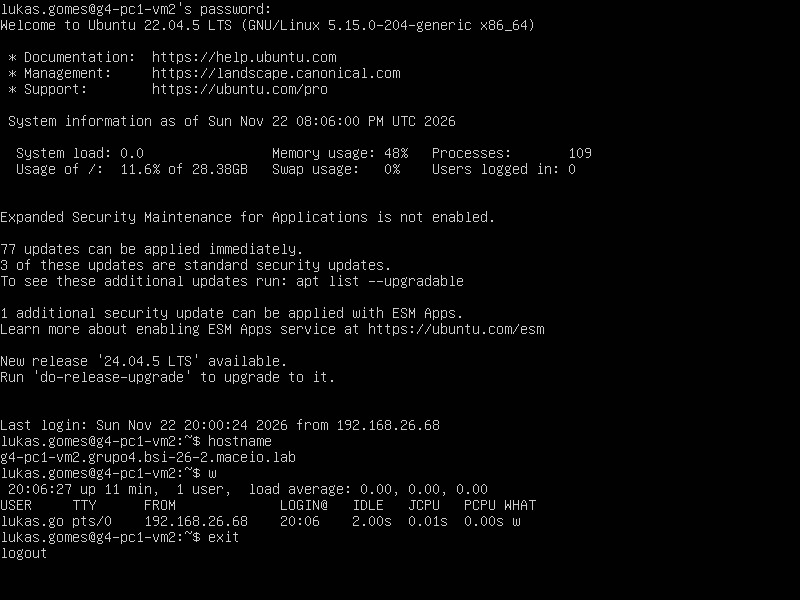 lukas.gomes@g4-pc1-vm2's password:
Welcome to Ubuntu 22.04.5 LTS (GNU/Linux 5.15.0-204-generic x86_64)
* Documentation:  https://help.ubuntu.com
* Management:     https://landscape.canonical.com
* Support:        https://ubuntu.com/pro
System information as of Sun Nov 22 08:06:00 PM UTC 2026
System load: 0.0                Memory usage: 48%   Processes:       109
Usage of /:  11.6% of 28.38GB   Swap usage:   0%    Users logged in: 0
Expanded Security Maintenance for Applications is not enabled.
77 updates can be applied immediately.
3 of these updates are standard security updates.
To see these additional updates run: apt list --upgradable
1 additional security update can be applied with ESM Apps.
Learn more about enabling ESM Apps service at https://ubuntu.com/esm
New release '24.04.5 LTS' available.
Run 'do-release-upgrade' to upgrade to it.
Last login: Sun Nov 22 20:00:24 2026 from 192.168.26.68
lukas.gomes@g4-pc1-vm2:~$ hostname
g4-pc1-vm2.grupo4.bsi-26-2.maceio.lab
lukas.gomes@g4-pc1-vm2:~$ w
20:06:27 up 11 min,  1 user,  load average: 0.00, 0.00, 0.00
USER     TTY      FROM             LOGIN@   IDLE   JCPU   PCPU WHAT
lukas.go pts/0    192.168.26.68    20:06    2.00s  0.01s  0.00s w
lukas.gomes@g4-pc1-vm2:~$ exit
logout